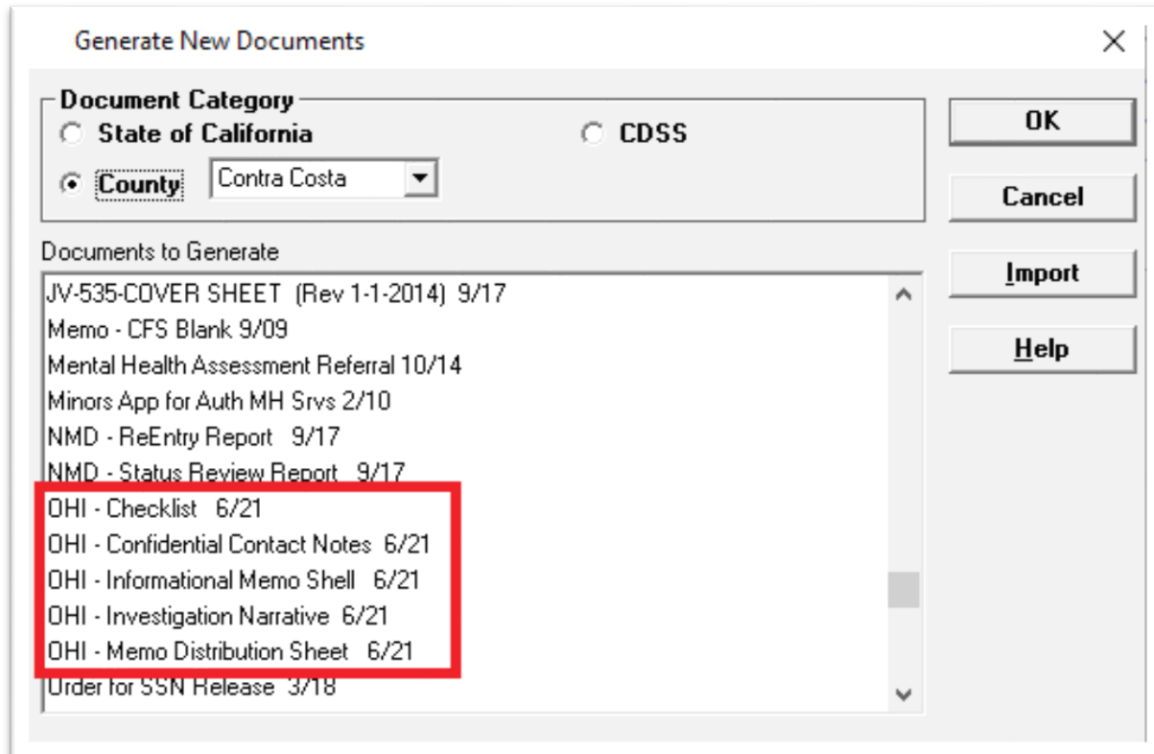 Generate New Documents
Document Category
State of California
CDSS
County
Contra Costa
OK
Cancel
Import
Help
Documents to Generate
JV-535-COVER SHEET  (Rev 1-1-2014)  9/17
Memo - CFS Blank 9/09
Mental Health Assessment Referral 10/14
Minors App for Auth MH Srvs 2/10
NMD - ReEntry Report   9/17
NMD - Status Review Report   9/17
OHI - Checklist   6/21
OHI - Confidential Contact Notes  6/21
OHI - Informational Memo Shell   6/21
OHI - Investigation Narrative  6/21
OHI - Memo Distribution Sheet   6/21
Order for SSN Release  3/18